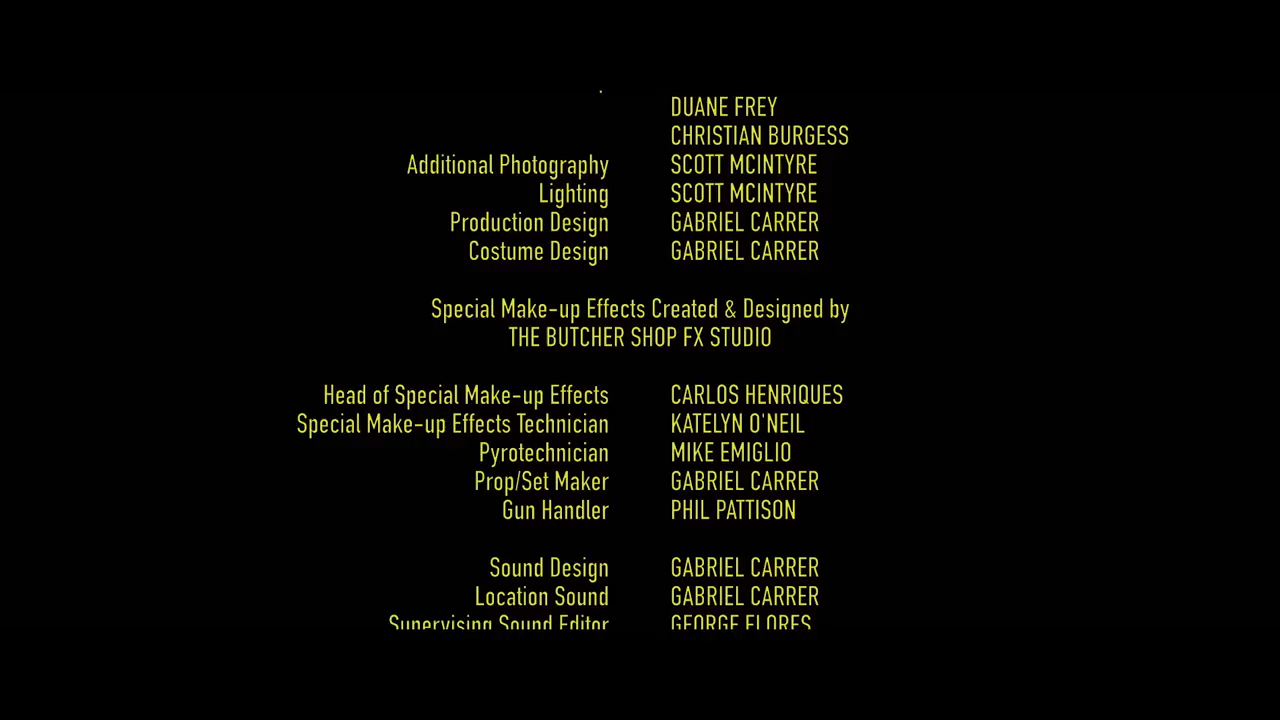 DUANE FREY
CHRISTIAN BURGESS
Additional Photography SCOTT MCINTYRE
Lighting SCOTT MCINTYRE
Production Design GABRIEL CARRER
Costume Design GABRIEL CARRER
Special Make-up Effects Created & Designed by
THE BUTCHER SHOP FX STUDIO
Head of Special Make-up Effects CARLOS HENRIQUES
Special Make-up Effects Technician KATELYN O'NEIL
Pyrotechnician MIKE EMIGLIO
Prop/Set Maker GABRIEL CARRER
Gun Handler PHIL PATTISON
Sound Design GABRIEL CARRER
Location Sound GABRIEL CARRER
Supervising Sound Editor GEORGE FLORES